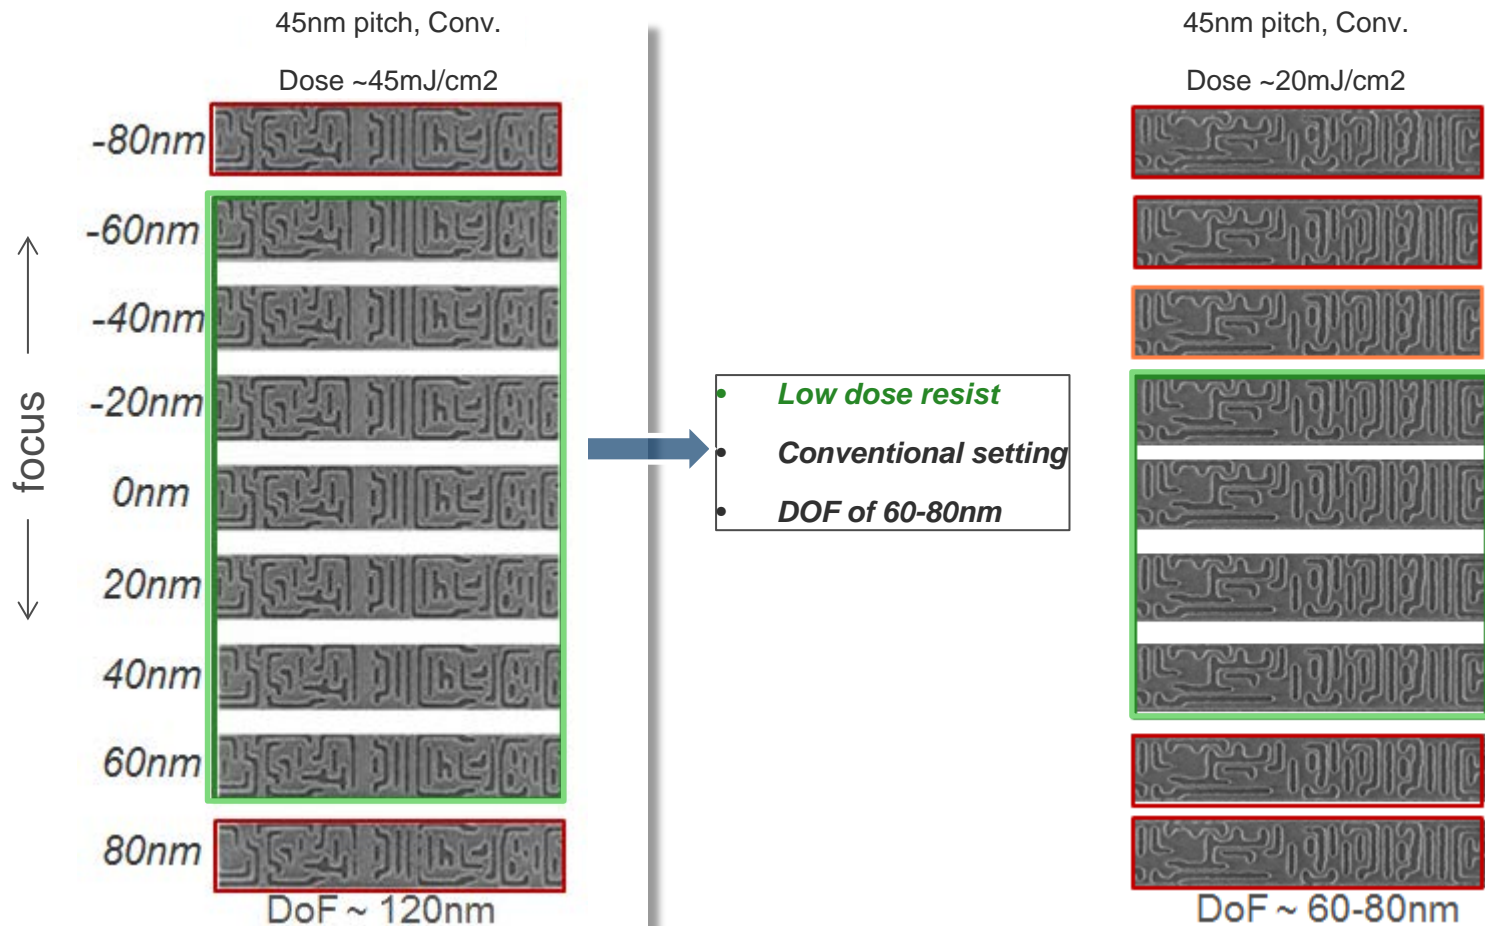 45nm pitch, Conv.
Dose ~45mJ/cm2
-80nm
-60nm
-40nm
-20nm
0nm
20nm
40nm
60nm
80nm
focus
DoF ~ 120nm
• Low dose resist
• Conventional setting
• DOF of 60-80nm
45nm pitch, Conv.
Dose ~20mJ/cm2
DoF ~ 60-80nm